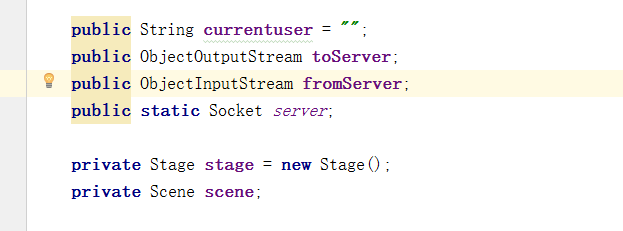 public String currentuser = "";
public ObjectOutputStream toServer;
public ObjectInputStream fromServer;
public static Socket server;
private Stage stage = new Stage();
private Scene scene;